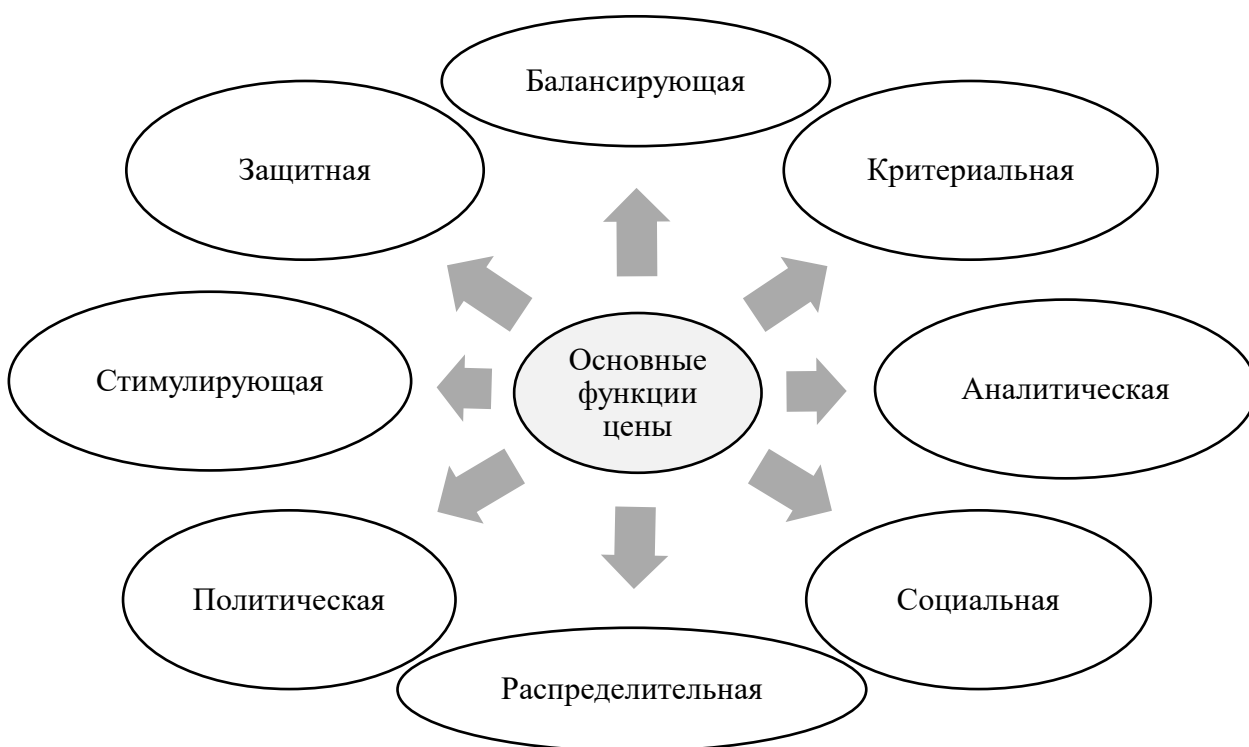 Балансирующая
Защитная
Критериальная
Основные
функции
цены
Стимулирующая
Аналитическая
Политическая
Социальная
Распределительная